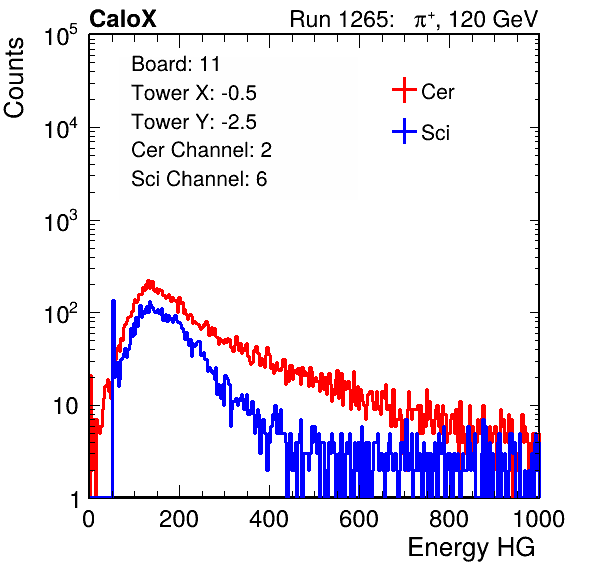 CaloX Run 1265: π⁺, 120 GeV
Counts
Board: 11
Tower X: -0.5
Tower Y: -2.5
Cer Channel: 2
Sci Channel: 6
Cer
Sci
10⁵
10⁴
10³
10²
10
1
0 200 400 600 800 1000
Energy HG